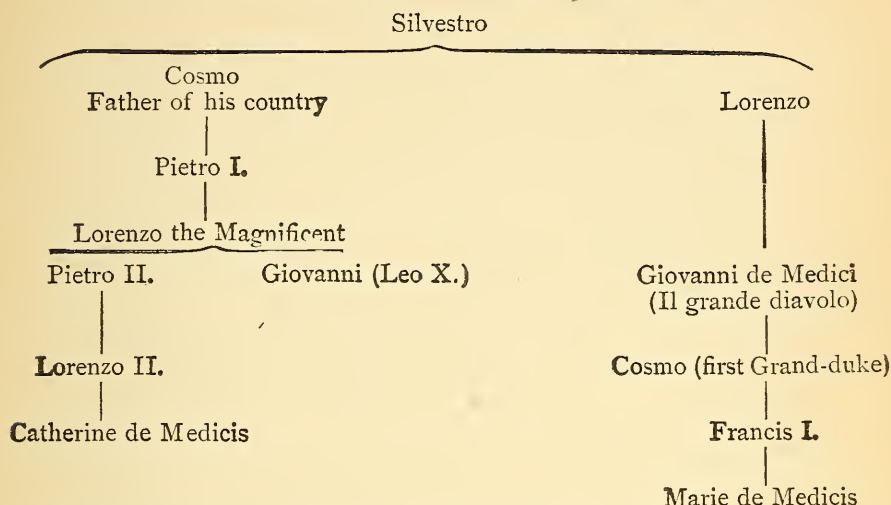 Silvestro
Cosmo
Father of his country
Lorenzo
Pietro I.
Lorenzo the Magnificent
Pietro II.
Giovanni (Leo X.)
Giovanni de Medici
(Il grande diavolo)
Lorenzo II.
Cosmo (first Grand-duke)
Catherine de Medicis
Francis I.
Marie de Medicis